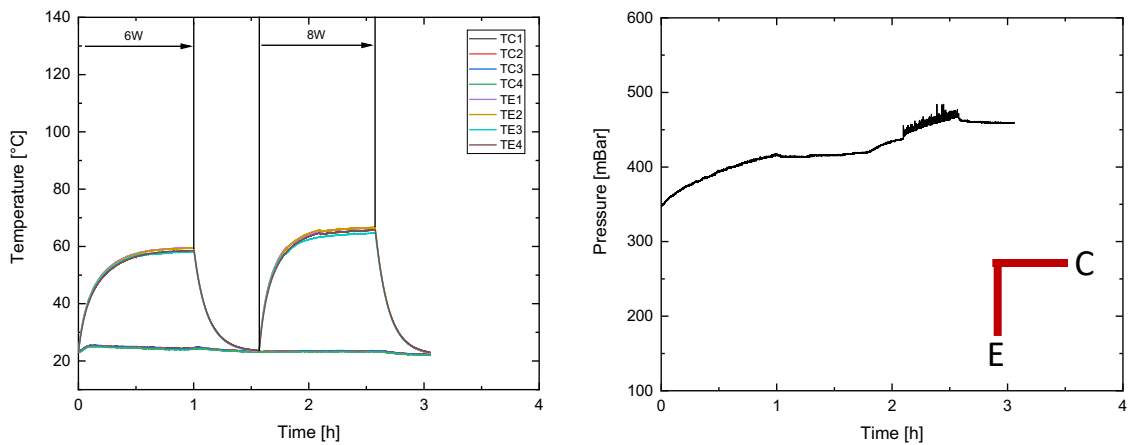 140
120
100
80
60
40
20
0 1 2 3 4
Temperature [°C]
Time [h]
6W
8W
TC1
TC2
TC3
TC4
TE1
TE2
TE3
TE4
600
500
400
300
200
100
0 1 2 3 4
Pressure [mBar]
Time [h]
C
E